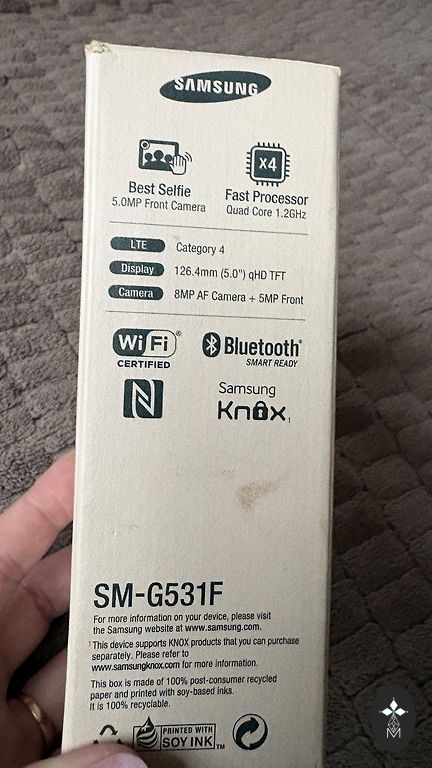 SAMSUNG
Best Selfie
5.0MP Front Camera
X4
Fast Processor
Quad Core 1.2GHz
LTE Category 4
Display 126.4mm (5.0") qHD TFT
Camera 8MP AF Camera + 5MP Front
WiFi®
CERTIFIED
Bluetooth®
SMART READY
N
Samsung
Knox1
SM-G531F
For more information on your device, please visit
the Samsung website at www.samsung.com.
1 This device supports KNOX products that you can purchase
separately. Please refer to
www.samsungknox.com for more information.
This box is made of 100% post-consumer recycled
paper and printed with soy-based inks.
It is 100% recyclable.
PRINTED WITH
SOY INK™
M